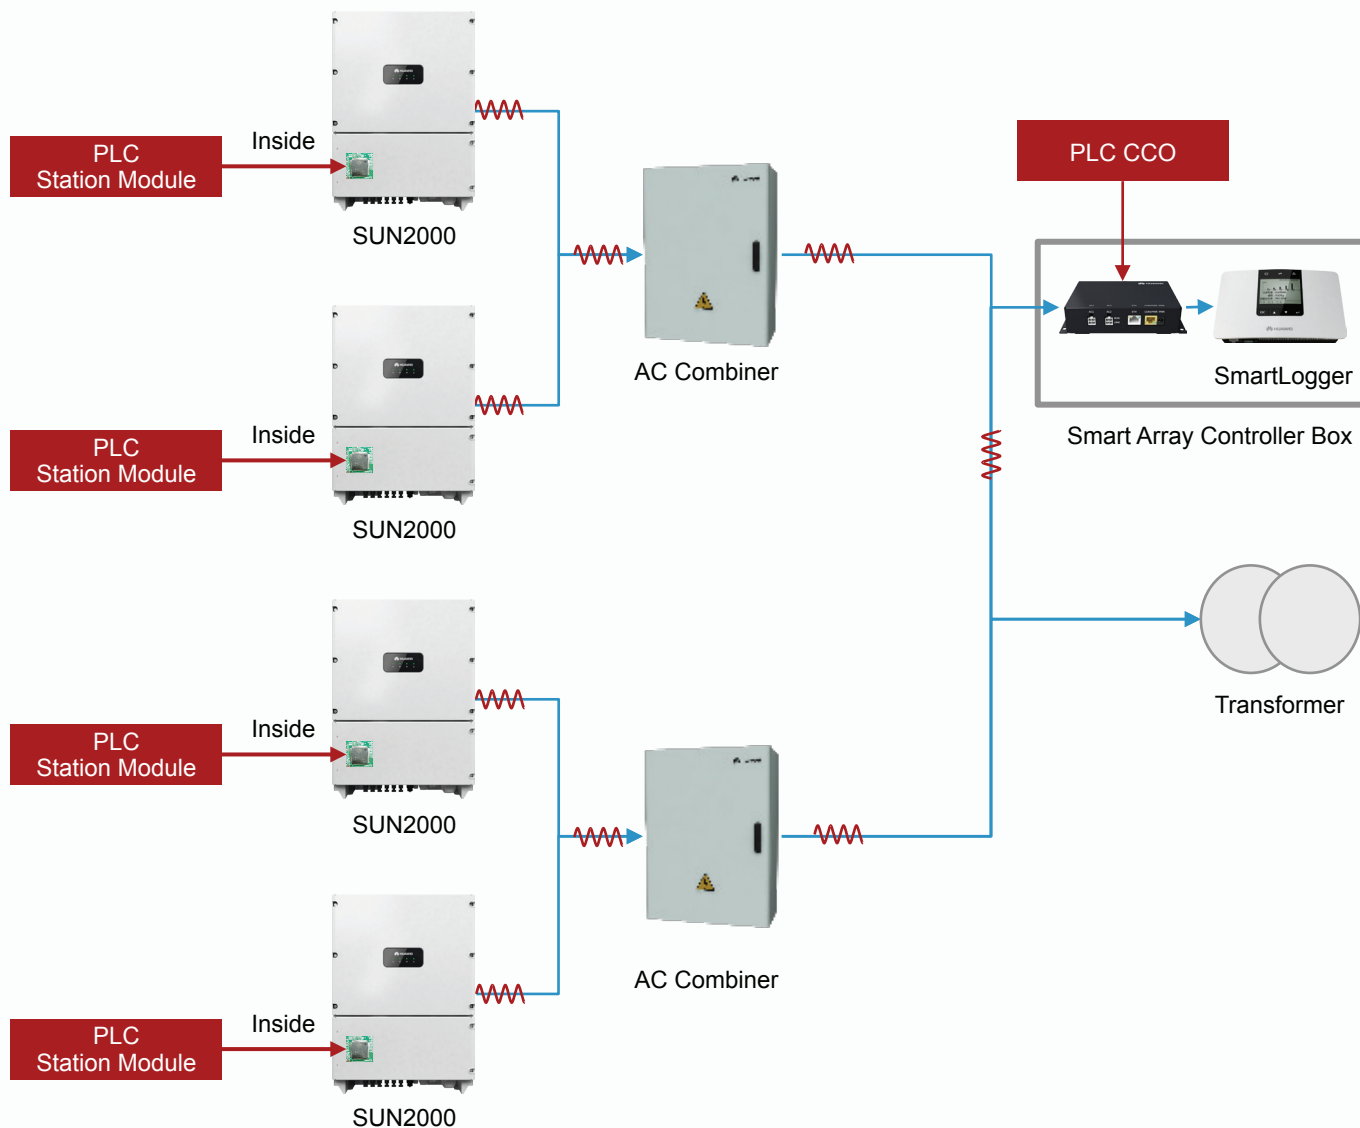 PLC
Station Module
Inside
SUN2000
PLC
Station Module
Inside
SUN2000
AC Combiner
PLC CCO
SmartLogger
Smart Array Controller Box
PLC
Station Module
Inside
SUN2000
PLC
Station Module
Inside
SUN2000
AC Combiner
Transformer